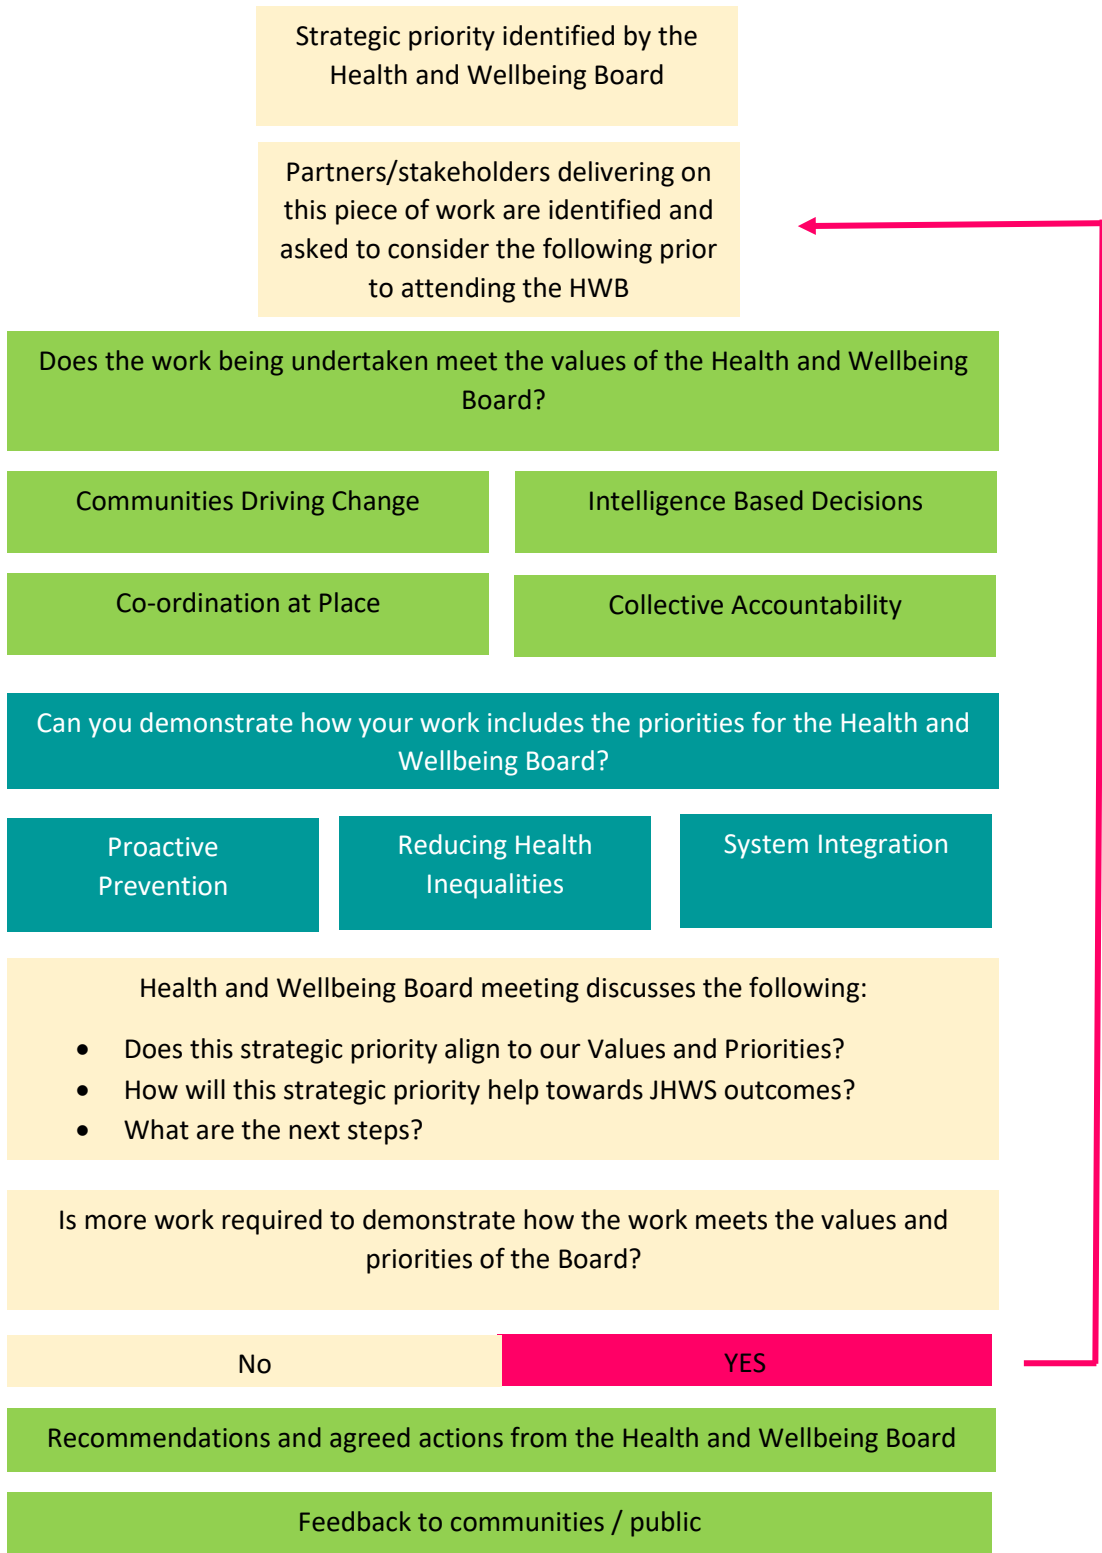 Strategic priority identified by the
Health and Wellbeing Board
Partners/stakeholders delivering on
this piece of work are identified and
asked to consider the following prior
to attending the HWB
Does the work being undertaken meet the values of the Health and Wellbeing
Board?
Communities Driving Change
Intelligence Based Decisions
Co-ordination at Place
Collective Accountability
Can you demonstrate how your work includes the priorities for the Health and
Wellbeing Board?
Proactive
Prevention
Reducing Health
Inequalities
System Integration
Health and Wellbeing Board meeting discusses the following:
• Does this strategic priority align to our Values and Priorities?
• How will this strategic priority help towards JHWS outcomes?
• What are the next steps?
Is more work required to demonstrate how the work meets the values and
priorities of the Board?
No
YES
Recommendations and agreed actions from the Health and Wellbeing Board
Feedback to communities / public